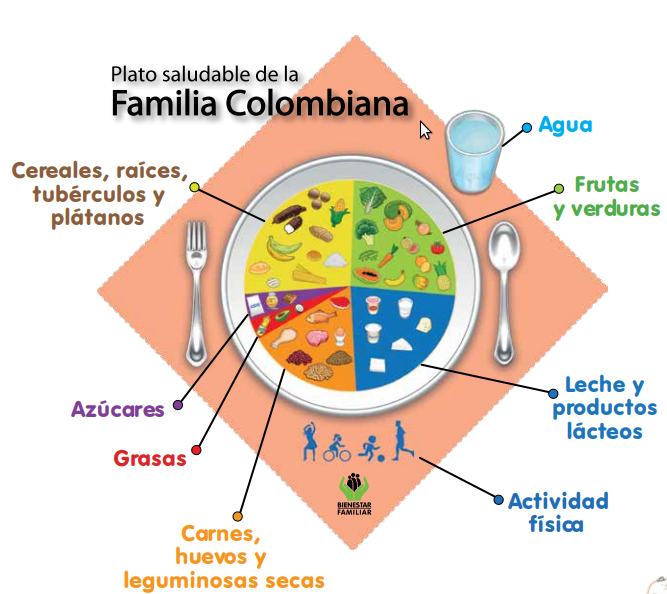 Plato saludable de la
Familia Colombiana
Agua
Cereales, raíces,
tubérculos y
plátanos
Frutas
y verduras
Azúcares
Leche y
productos
lácteos
Grasas
Actividad
física
BIENESTAR
FAMILIAR
Carnes,
huevos y
leguminosas secas